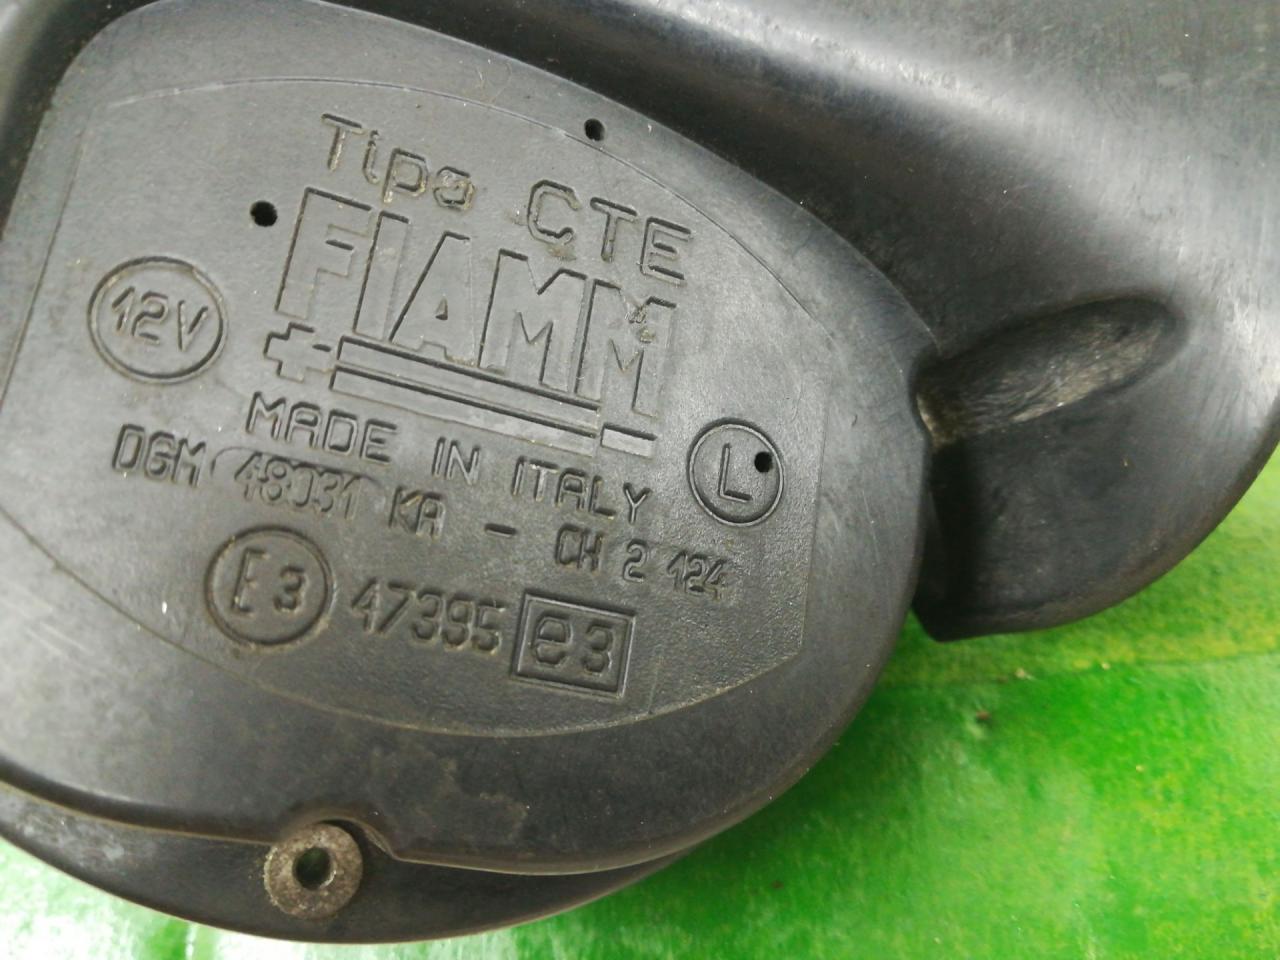 Tipo CTE
FIAMM
12V
MADE IN ITALY
L
DGM 48031 KA - CH 2 124
E3 47395 e3